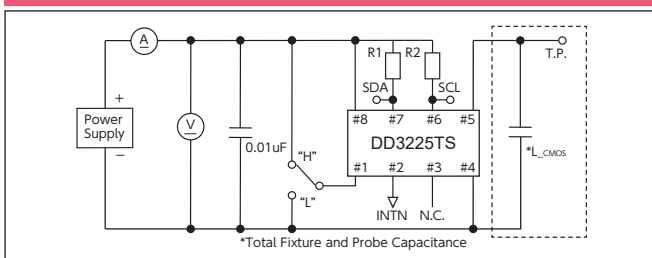 A
R1
R2
T.P.
SDA
SCL
+
Power
Supply
−
V
0.01uF
#8
#7
#6
#5
DD3225TS
*L_CMOS
#1
#2
#3
#4
"H"
"L"
INTN
N.C.
*Total Fixture and Probe Capacitance